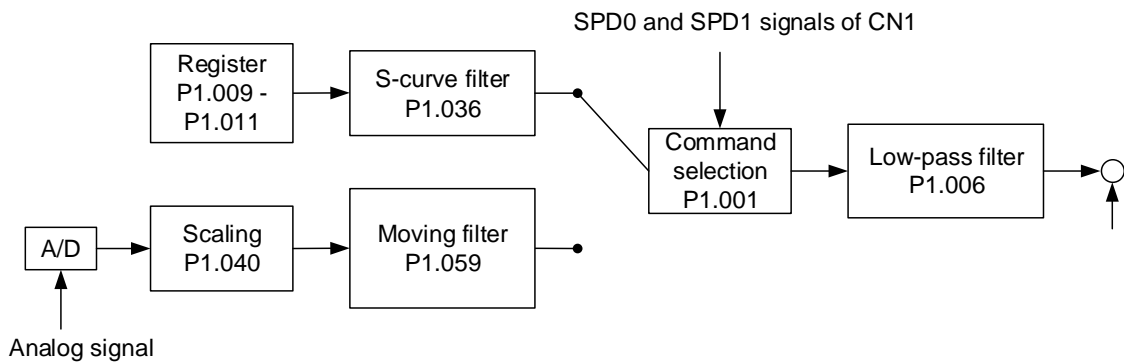 SPD0 and SPD1 signals of CN1
Register
P1.009 -
P1.011
S-curve filter
P1.036
Command
selection
P1.001
Low-pass filter
P1.006
A/D
Scaling
P1.040
Moving filter
P1.059
Analog signal